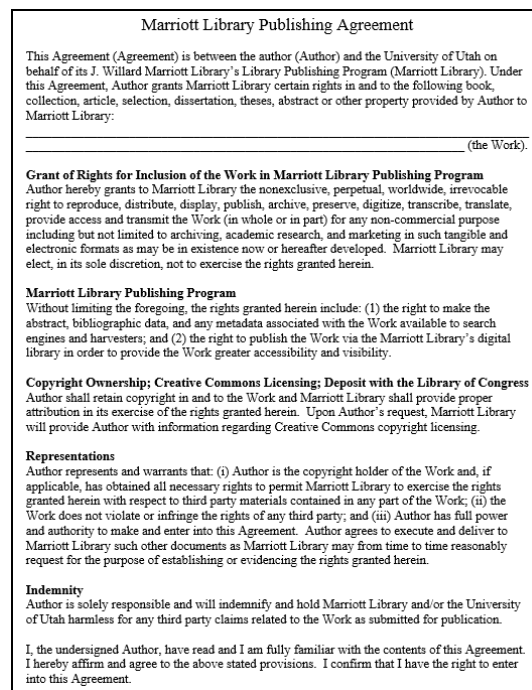 Marriott Library Publishing Agreement
This Agreement (Agreement) is between the author (Author) and the University of Utah on
behalf of its J. Willard Marriott Library's Library Publishing Program (Marriott Library). Under
this Agreement, Author grants Marriott Library certain rights in and to the following book,
collection, article, selection, dissertation, theses, abstract or other property provided by Author to
Marriott Library:
(the Work).
Grant of Rights for Inclusion of the Work in Marriott Library Publishing Program
Author hereby grants to Marriott Library the nonexclusive, perpetual, worldwide, irrevocable
right to reproduce, distribute, display, publish, archive, preserve, digitize, transcribe, translate,
provide access and transmit the Work (in whole or in part) for any non-commercial purpose
including but not limited to archiving, academic research, and marketing in such tangible and
electronic formats as may be in existence now or hereafter developed. Marriott Library may
elect, in its sole discretion, not to exercise the rights granted herein.
Marriott Library Publishing Program
Without limiting the foregoing, the rights granted herein include: (1) the right to make the
abstract, bibliographic data, and any metadata associated with the Work available to search
engines and harvesters; and (2) the right to publish the Work via the Marriott Library's digital
library in order to provide the Work greater accessibility and visibility.
Copyright Ownership; Creative Commons Licensing; Deposit with the Library of Congress
Author shall retain copyright in and to the Work and Marriott Library shall provide proper
attribution in its exercise of the rights granted herein. Upon Author's request, Marriott Library
will provide Author with information regarding Creative Commons copyright licensing.
Representations
Author represents and warrants that: (i) Author is the copyright holder of the Work and, if
applicable, has obtained all necessary rights to permit Marriott Library to exercise the rights
granted herein with respect to third party materials contained in any part of the Work; (ii) the
Work does not violate or infringe the rights of any third party; and (iii) Author has full power
and authority to make and enter into this Agreement. Author agrees to execute and deliver to
Marriott Library such other documents as Marriott Library may from time to time reasonably
request for the purpose of establishing or evidencing the rights granted herein.
Indemnity
Author is solely responsible and will indemnify and hold Marriott Library and/or the University
of Utah harmless for any third party claims related to the Work as submitted for publication.
I, the undersigned Author, have read and I am fully familiar with the contents of this Agreement.
I hereby affirm and agree to the above stated provisions. I confirm that I have the right to enter
into this Agreement.